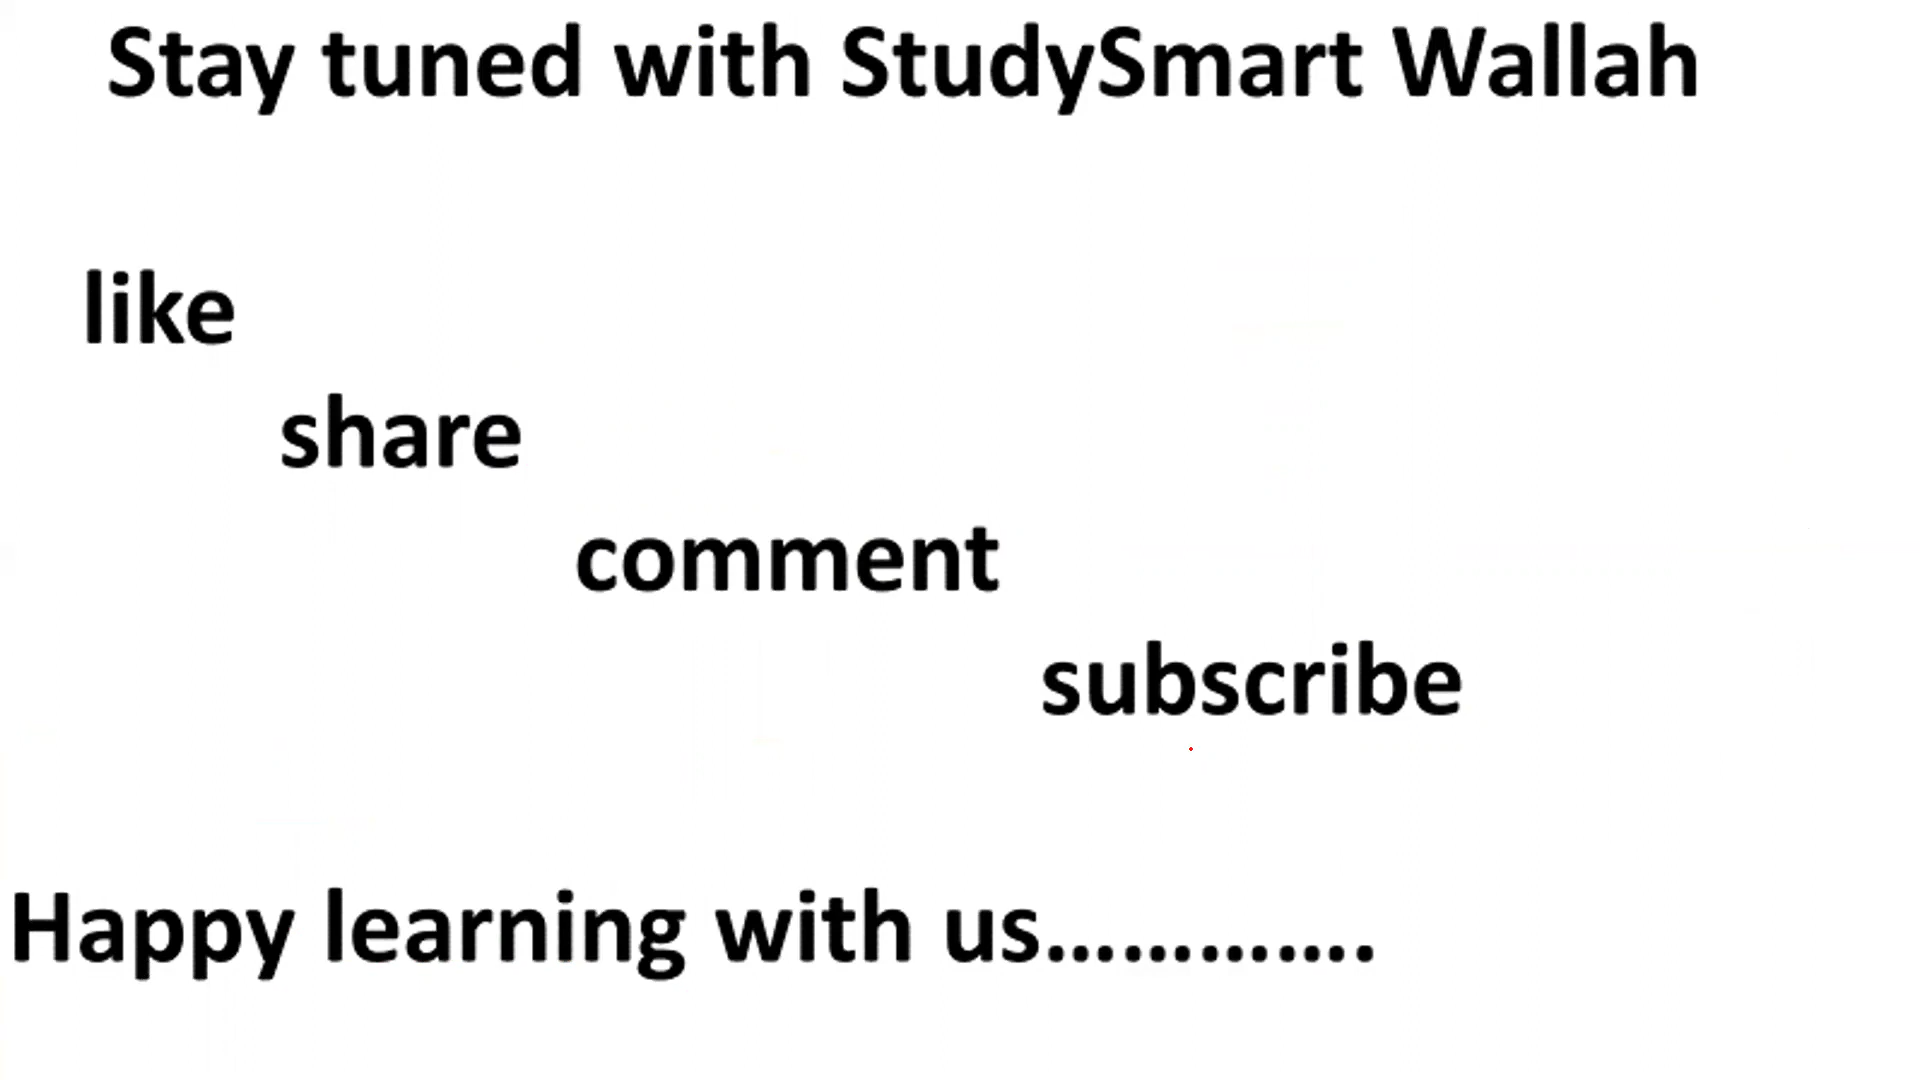 Stay tuned with StudySmart Wallah
like
share
comment
subscribe
Happy learning with us.............